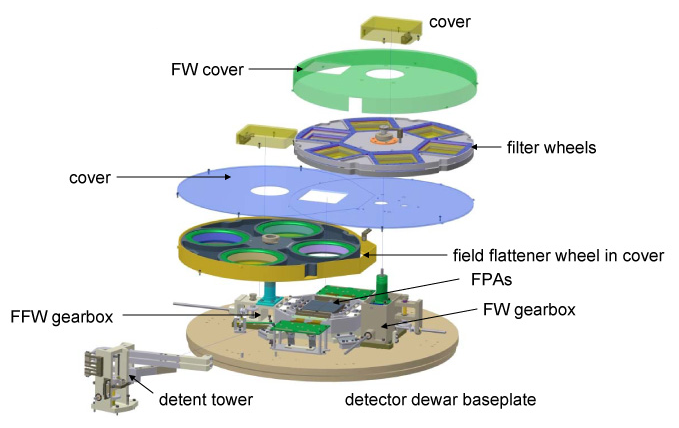 cover
FW cover
filter wheels
cover
field flattener wheel in cover
FPAs
FW gearbox
FFW gearbox
detent tower
detector dewar baseplate